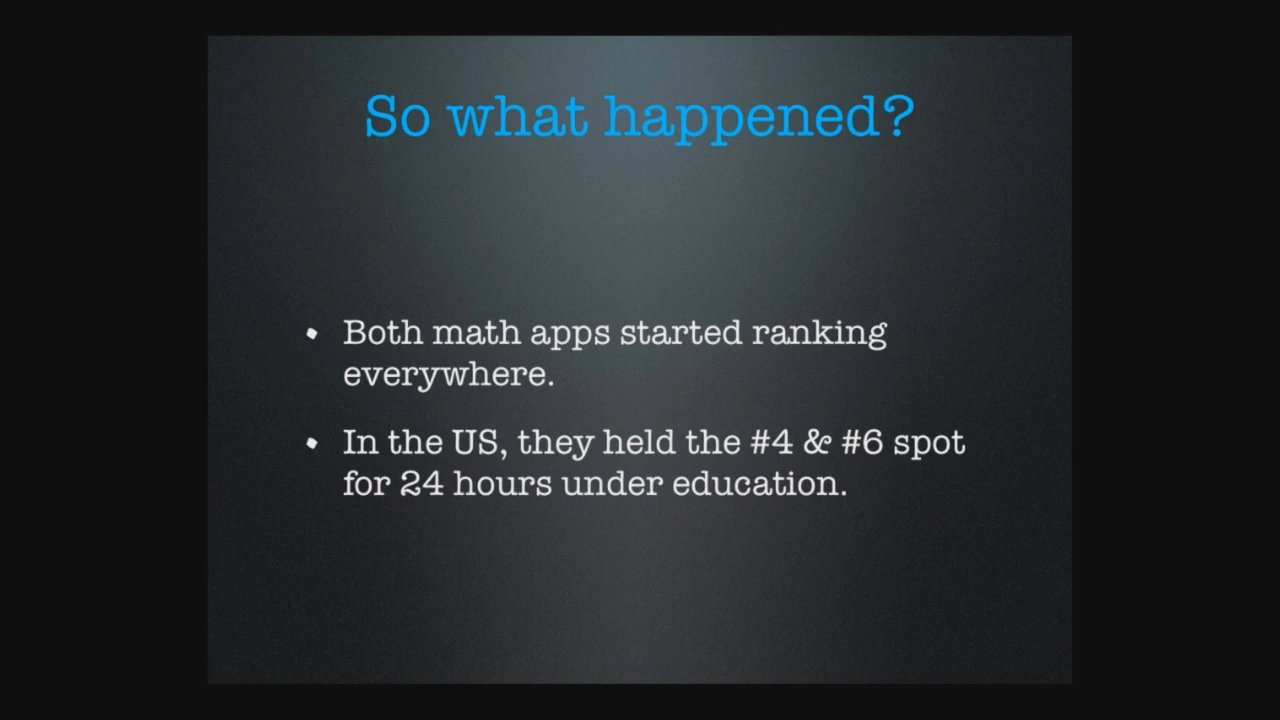 So what happened?
• Both math apps started ranking
everywhere.
• In the US, they held the #4 & #6 spot
for 24 hours under education.